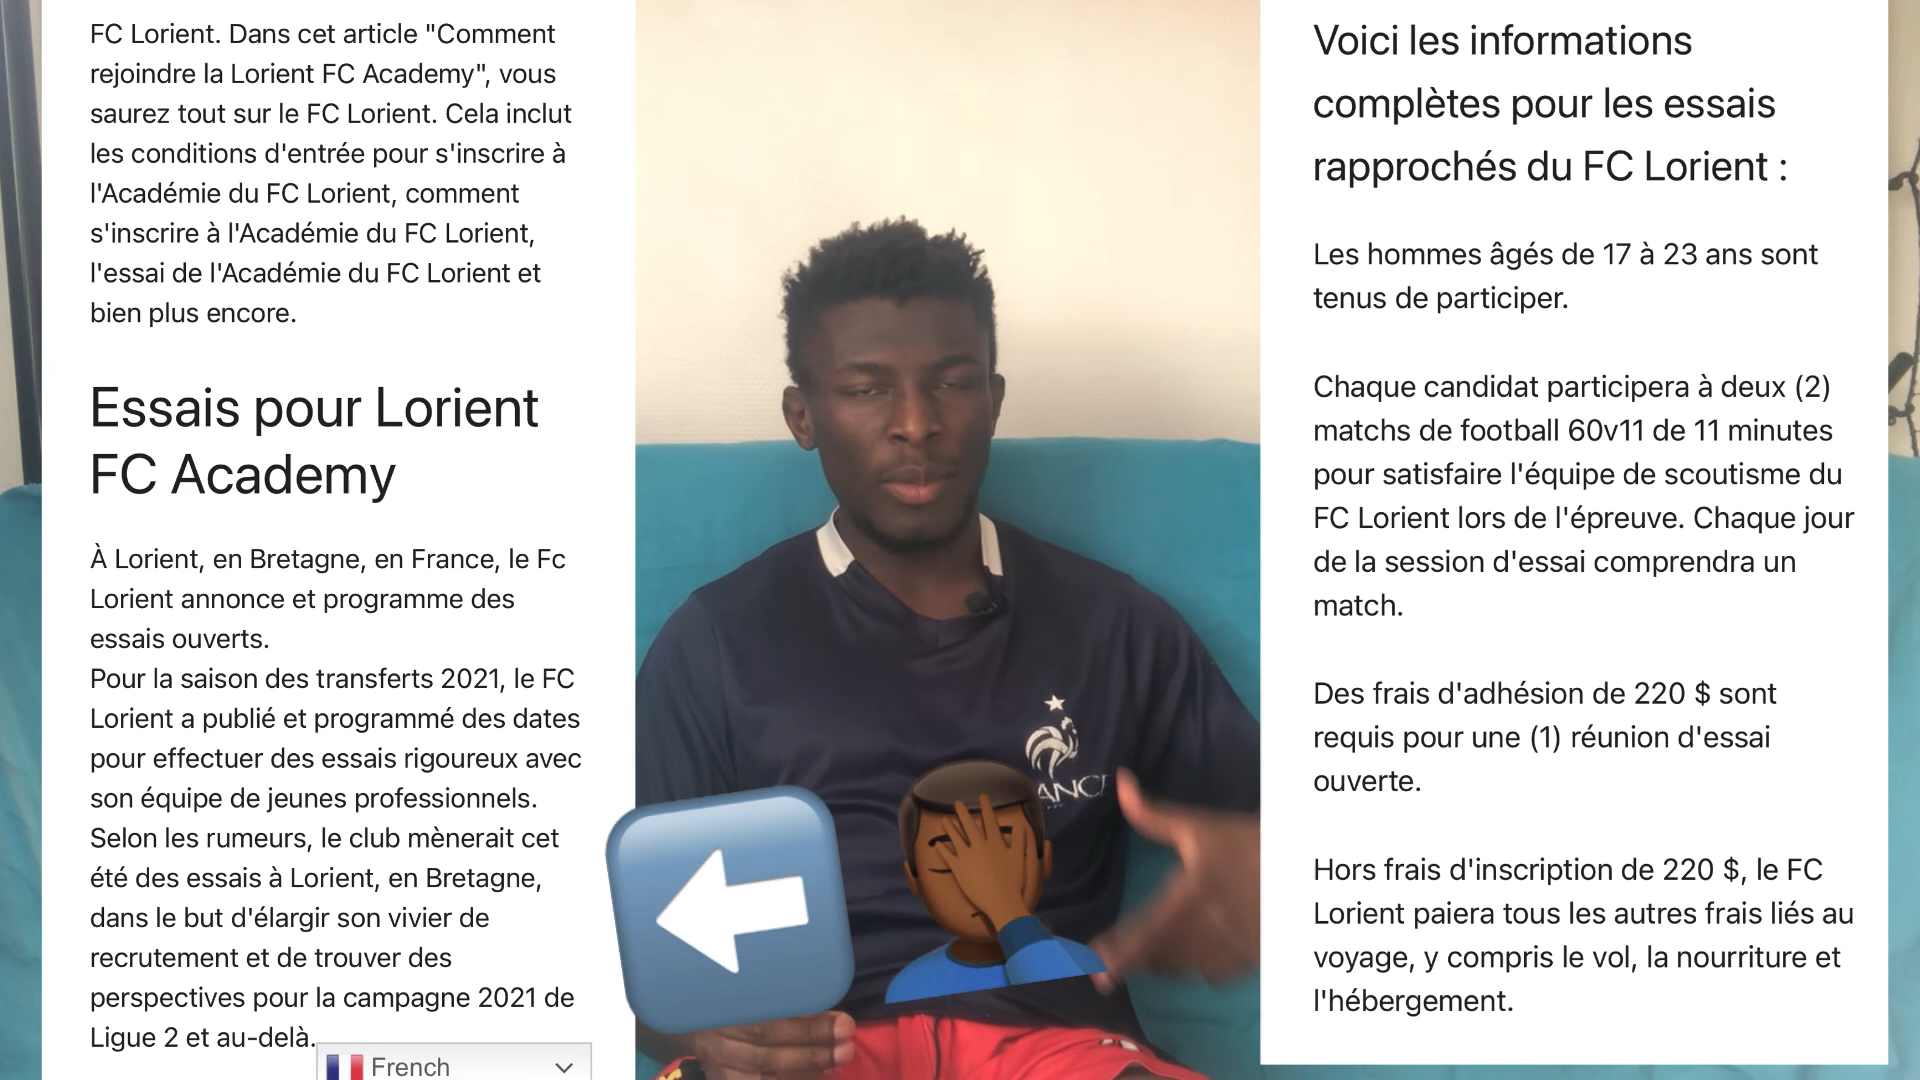 FC Lorient. Dans cet article "Comment
rejoindre la Lorient FC Academy", vous
saurez tout sur le FC Lorient. Cela inclut
les conditions d'entrée pour s'inscrire à
l'Académie du FC Lorient, comment
s'inscrire à l'Académie du FC Lorient,
l'essai de l'Académie du FC Lorient et
bien plus encore.
Essais pour Lorient
FC Academy
À Lorient, en Bretagne, en France, le Fc
Lorient annonce et programme des
essais ouverts.
Pour la saison des transferts 2021, le FC
Lorient a publié et programmé des dates
pour effectuer des essais rigoureux avec
son équipe de jeunes professionnels.
Selon les rumeurs, le club mènerait cet
été des essais à Lorient, en Bretagne,
dans le but d'élargir son vivier de
recrutement et de trouver des
perspectives pour la campagne 2021 de
Ligue 2 et au-delà.
French
ANCE
Voici les informations
complètes pour les essais
rapprochés du FC Lorient :
Les hommes âgés de 17 à 23 ans sont
tenus de participer.
Chaque candidat participera à deux (2)
matchs de football 60v11 de 11 minutes
pour satisfaire l'équipe de scoutisme du
FC Lorient lors de l'épreuve. Chaque jour
de la session d'essai comprendra un
match.
Des frais d'adhésion de 220 $ sont
requis pour une (1) réunion d'essai
ouverte.
Hors frais d'inscription de 220 $, le FC
Lorient paiera tous les autres frais liés au
voyage, y compris le vol, la nourriture et
l'hébergement.